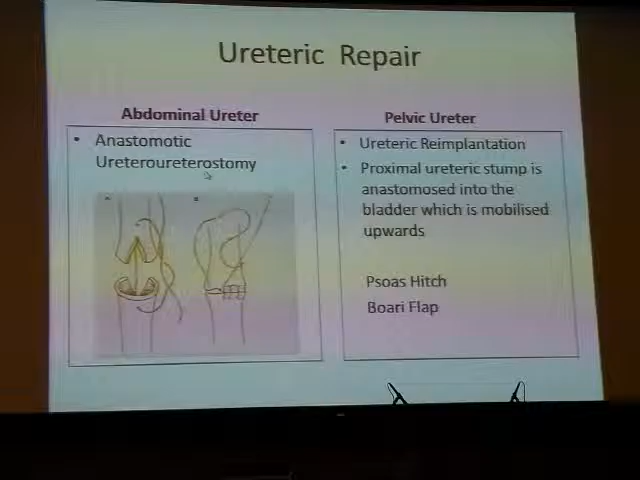 Ureteric Repair
Abdominal Ureter
• Anastomotic
Ureteroureterostomy
Pelvic Ureter
• Ureteric Reimplantation
• Proximal ureteric stump is
anastomosed into the
bladder which is mobilised
upwards
Psoas Hitch
Boari Flap